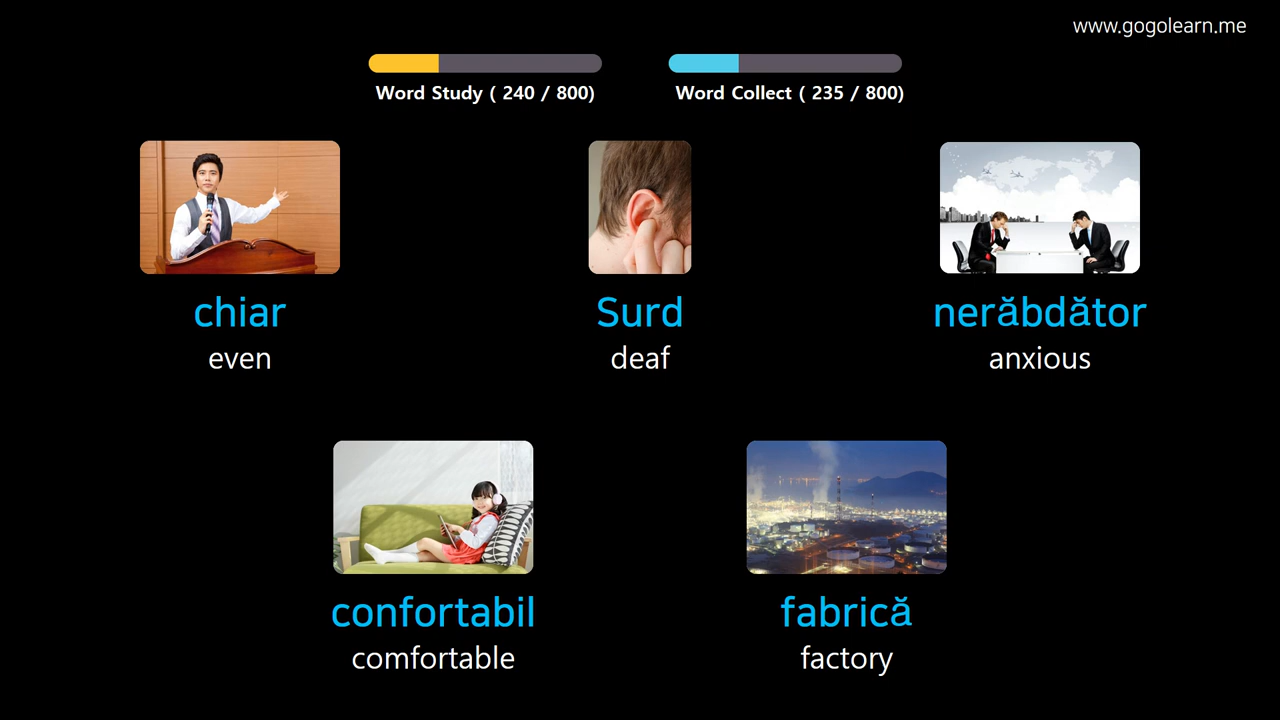 www.gogolearn.me
Word Study ( 240 / 800)
Word Collect ( 235 / 800)
chiar
even
Surd
deaf
nerăbdător
anxious
confortabil
comfortable
fabrică
factory